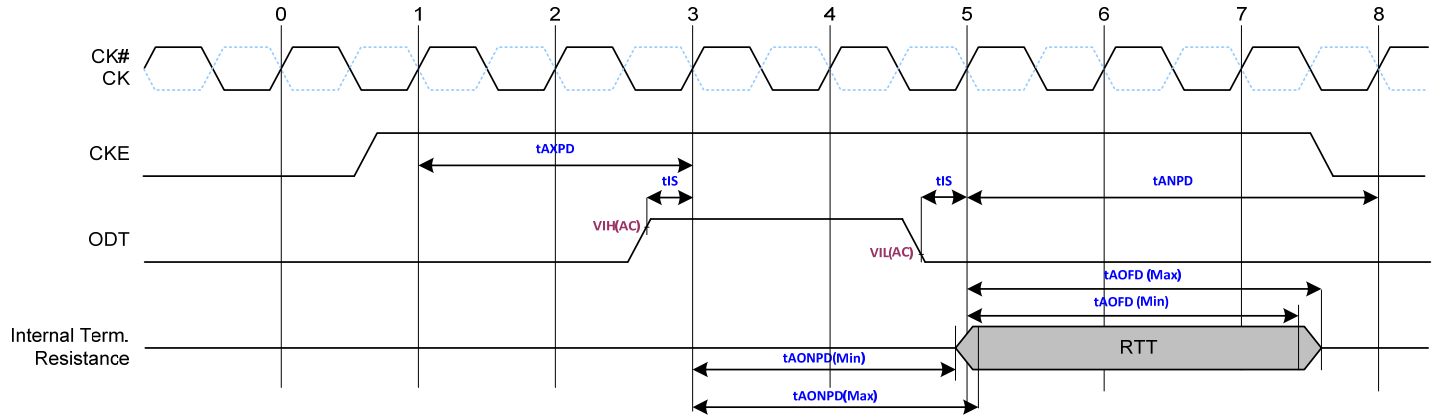 0 1 2 3 4 5 6 7 8
CK#
CK
CKE
tAXPD
tIS
tIS
tANPD
VIH(AC)
ODT
VIL(AC)
tAOFD (Max)
tAOFD (Min)
Internal Term.
Resistance
RTT
tAONPD(Min)
tAONPD(Max)